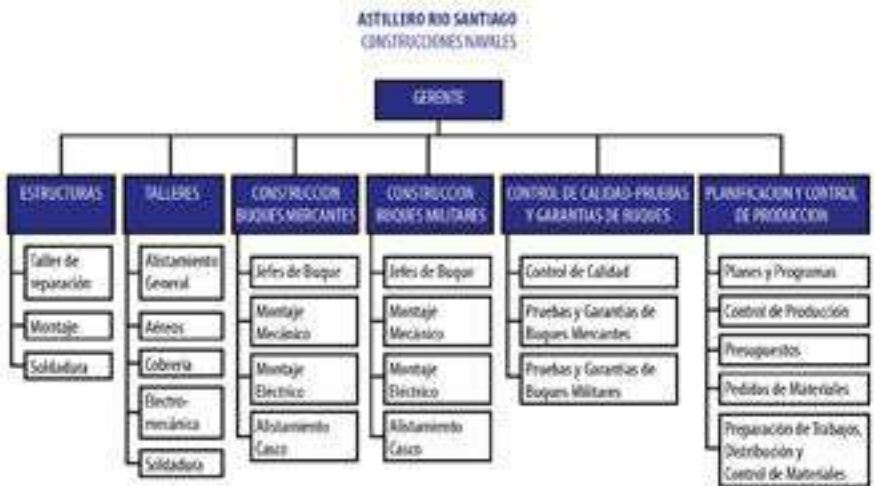 ASTILLERO RIO SANTIAGO
CONSTRUCCIONES NAVALES
GERENTE
ESTRUCTURAS
Taller de
reparación
Montaje
Soldadura
TALLERES
Alistamiento
General
Aéreos
Cobrería
Electro-
mecánica
Soldadura
CONSTRUCCION
BUQUES MERCANTES
Jefes de Buque
Montaje
Mecánico
Montaje
Eléctrico
Alistamiento
Casco
CONSTRUCCION
BUQUES MILITARES
Jefes de Buque
Montaje
Mecánico
Montaje
Eléctrico
Alistamiento
Casco
CONTROL DE CALIDAD-PRUEBAS
Y GARANTIAS DE BUQUES
Control de Calidad
Pruebas y Garantías de
Buques Mercantes
Pruebas y Garantías de
Buques Militares
PLANIFICACION Y CONTROL
DE PRODUCCION
Planes y Programas
Control de Producción
Presupuestos
Pedidos de Materiales
Preparación de Trabajos,
Distribución y
Control de Materiales